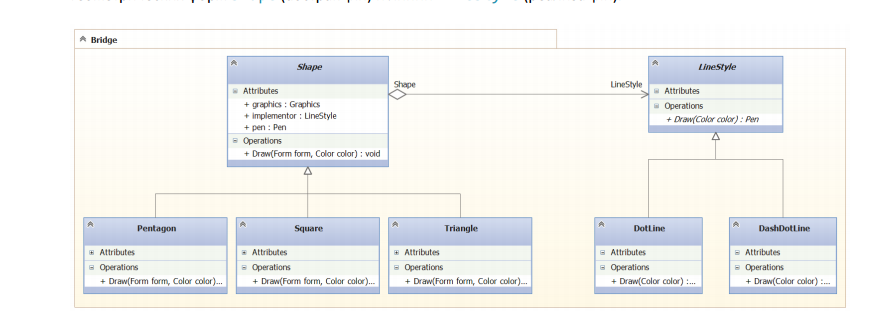 Bridge
Shape
Attributes
+ graphics : Graphics
+ implementor : LineStyle
+ pen : Pen
Operations
+ Draw(Form form, Color color) : void
Shape
LineStyle
LineStyle
Attributes
Operations
+ Draw(Color color) : Pen
Pentagon
Attributes
Operations
+ Draw(Form form, Color color)...
Square
Attributes
Operations
+ Draw(Form form, Color color)...
Triangle
Attributes
Operations
+ Draw(Form form, Color color)...
DotLine
Attributes
Operations
+ Draw(Color color) :...
DashDotLine
Attributes
Operations
+ Draw(Color color) :...